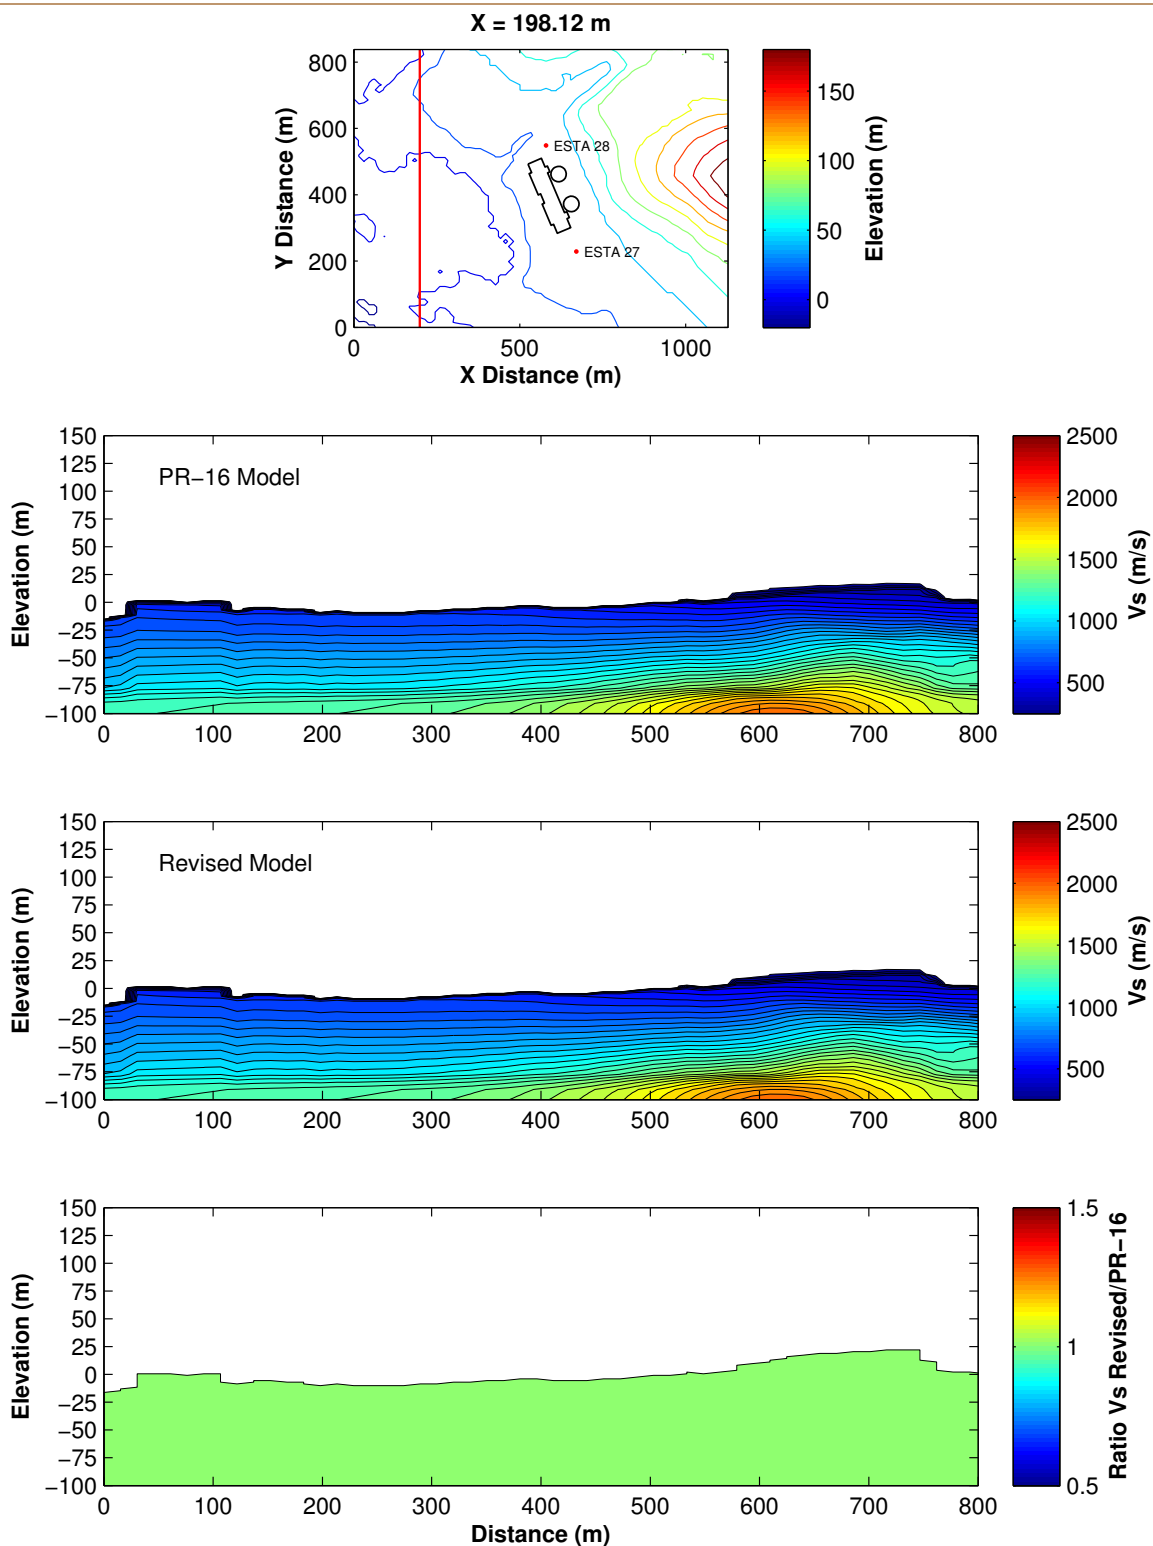 X = 198.12 m
800
600
400
200
0
Y Distance (m)
0 500 1000
X Distance (m)
ESTA 28
ESTA 27
150
100
50
0
Elevation (m)
150
125
100
75
50
25
0
−25
−50
−75
−100
Elevation (m)
PR−16 Model
0 100 200 300 400 500 600 700 800
2500
2000
1500
1000
500
Vs (m/s)
150
125
100
75
50
25
0
−25
−50
−75
−100
Elevation (m)
Revised Model
0 100 200 300 400 500 600 700 800
2500
2000
1500
1000
500
Vs (m/s)
150
125
100
75
50
25
0
−25
−50
−75
−100
Elevation (m)
0 100 200 300 400 500 600 700 800
Distance (m)
1.5
1
0.5
Ratio Vs Revised/PR−16